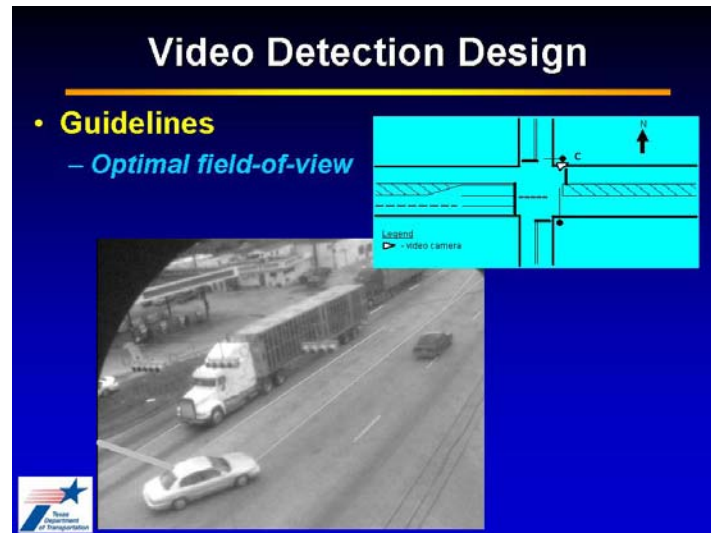 Video Detection Design
• Guidelines
– Optimal field-of-view
N
C
Legend
- video camera
Texas
Department
of Transportation